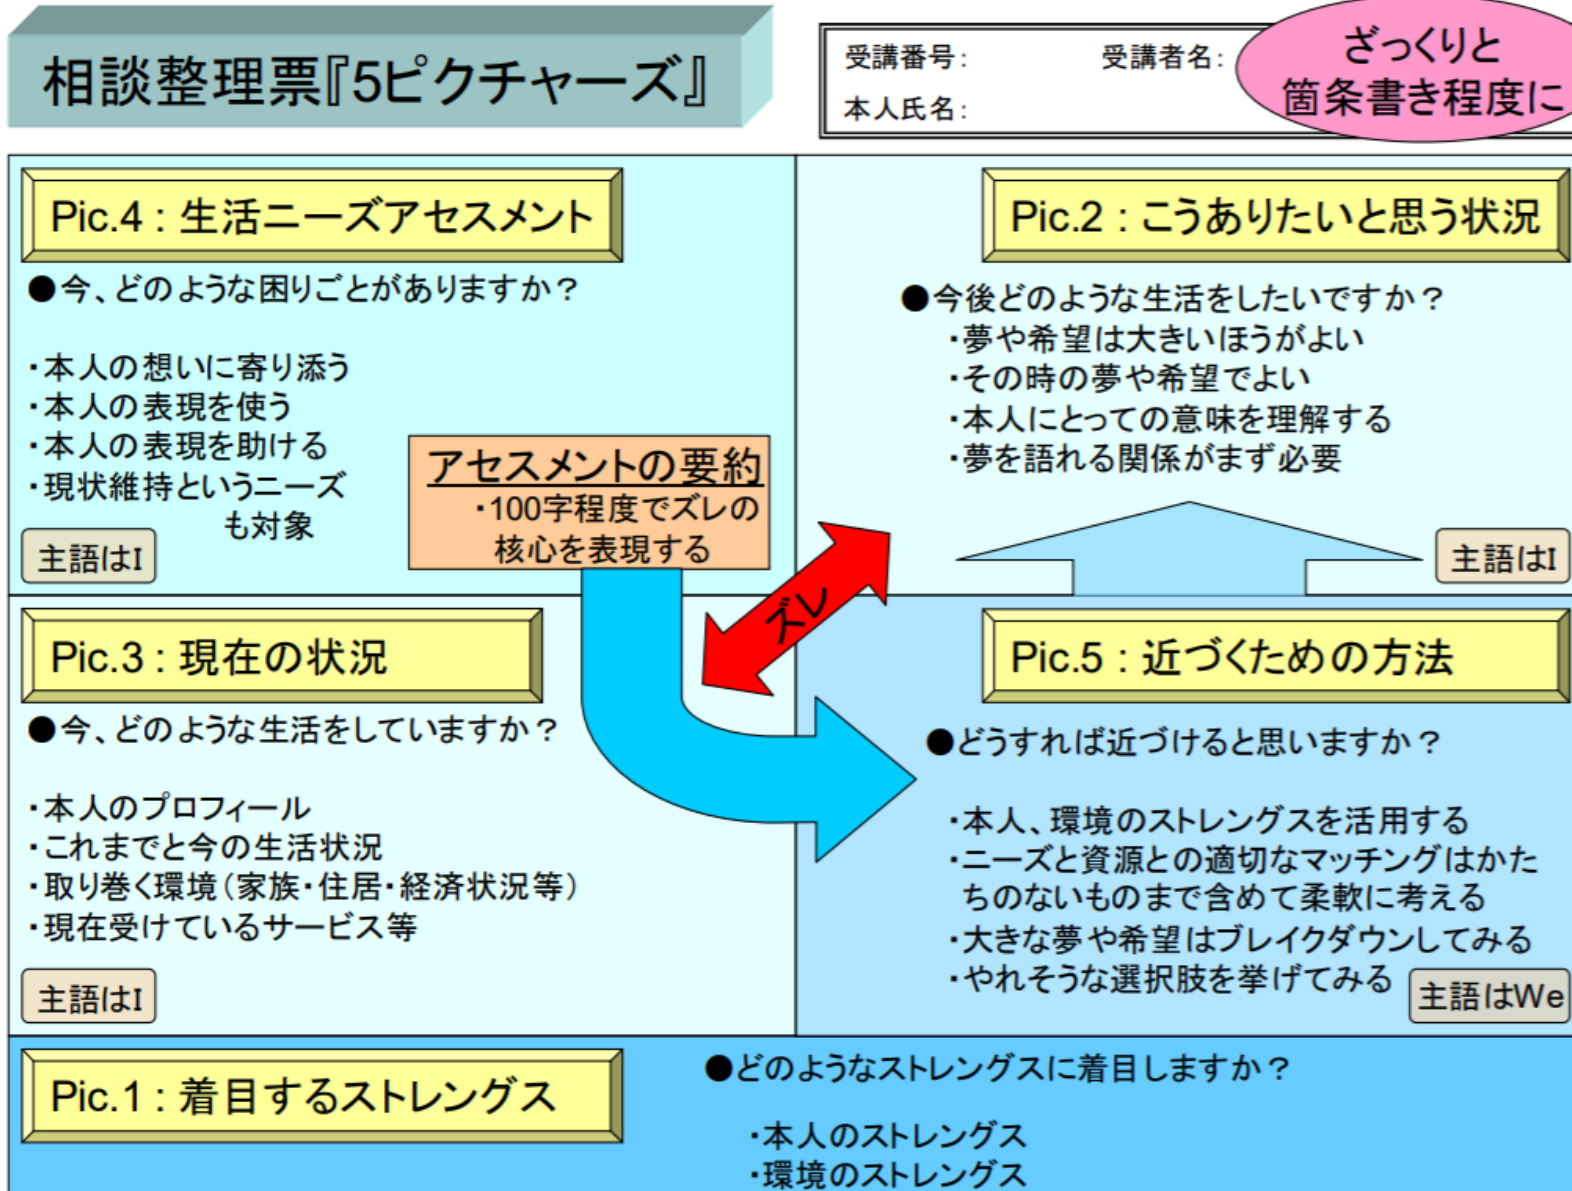 相談整理票『5ピクチャーズ』
受講番号:
受講者名:
本人氏名:
ざっくりと
箇条書き程度に
Pic.4：生活ニーズアセスメント
●今、どのような困りごとがありますか？
・本人の想いに寄り添う
・本人の表現を使う
・本人の表現を助ける
・現状維持というニーズ
も対象
主語はI
アセスメントの要約
・100字程度でズレの
核心を表現する
Pic.2：こうありたいと思う状況
●今後どのような生活をしたいですか？
・夢や希望は大きいほうがよい
・その時の夢や希望でよい
・本人にとっての意味を理解する
・夢を語れる関係がまず必要
主語はI
ズレ
Pic.3：現在の状況
●今、どのような生活をしていますか？
・本人のプロフィール
・これまでと今の生活状況
・取り巻く環境（家族・住居・経済状況等）
・現在受けているサービス等
主語はI
Pic.5：近づくための方法
●どうすれば近づけると思いますか？
・本人、環境のストレングスを活用する
・ニーズと資源との適切なマッチングはかた
ちのないものまで含めて柔軟に考える
・大きな夢や希望はブレイクダウンしてみる
・やれそうな選択肢を挙げてみる
主語はWe
Pic.1：着目するストレングス
●どのようなストレングスに着目しますか？
・本人のストレングス
・環境のストレングス